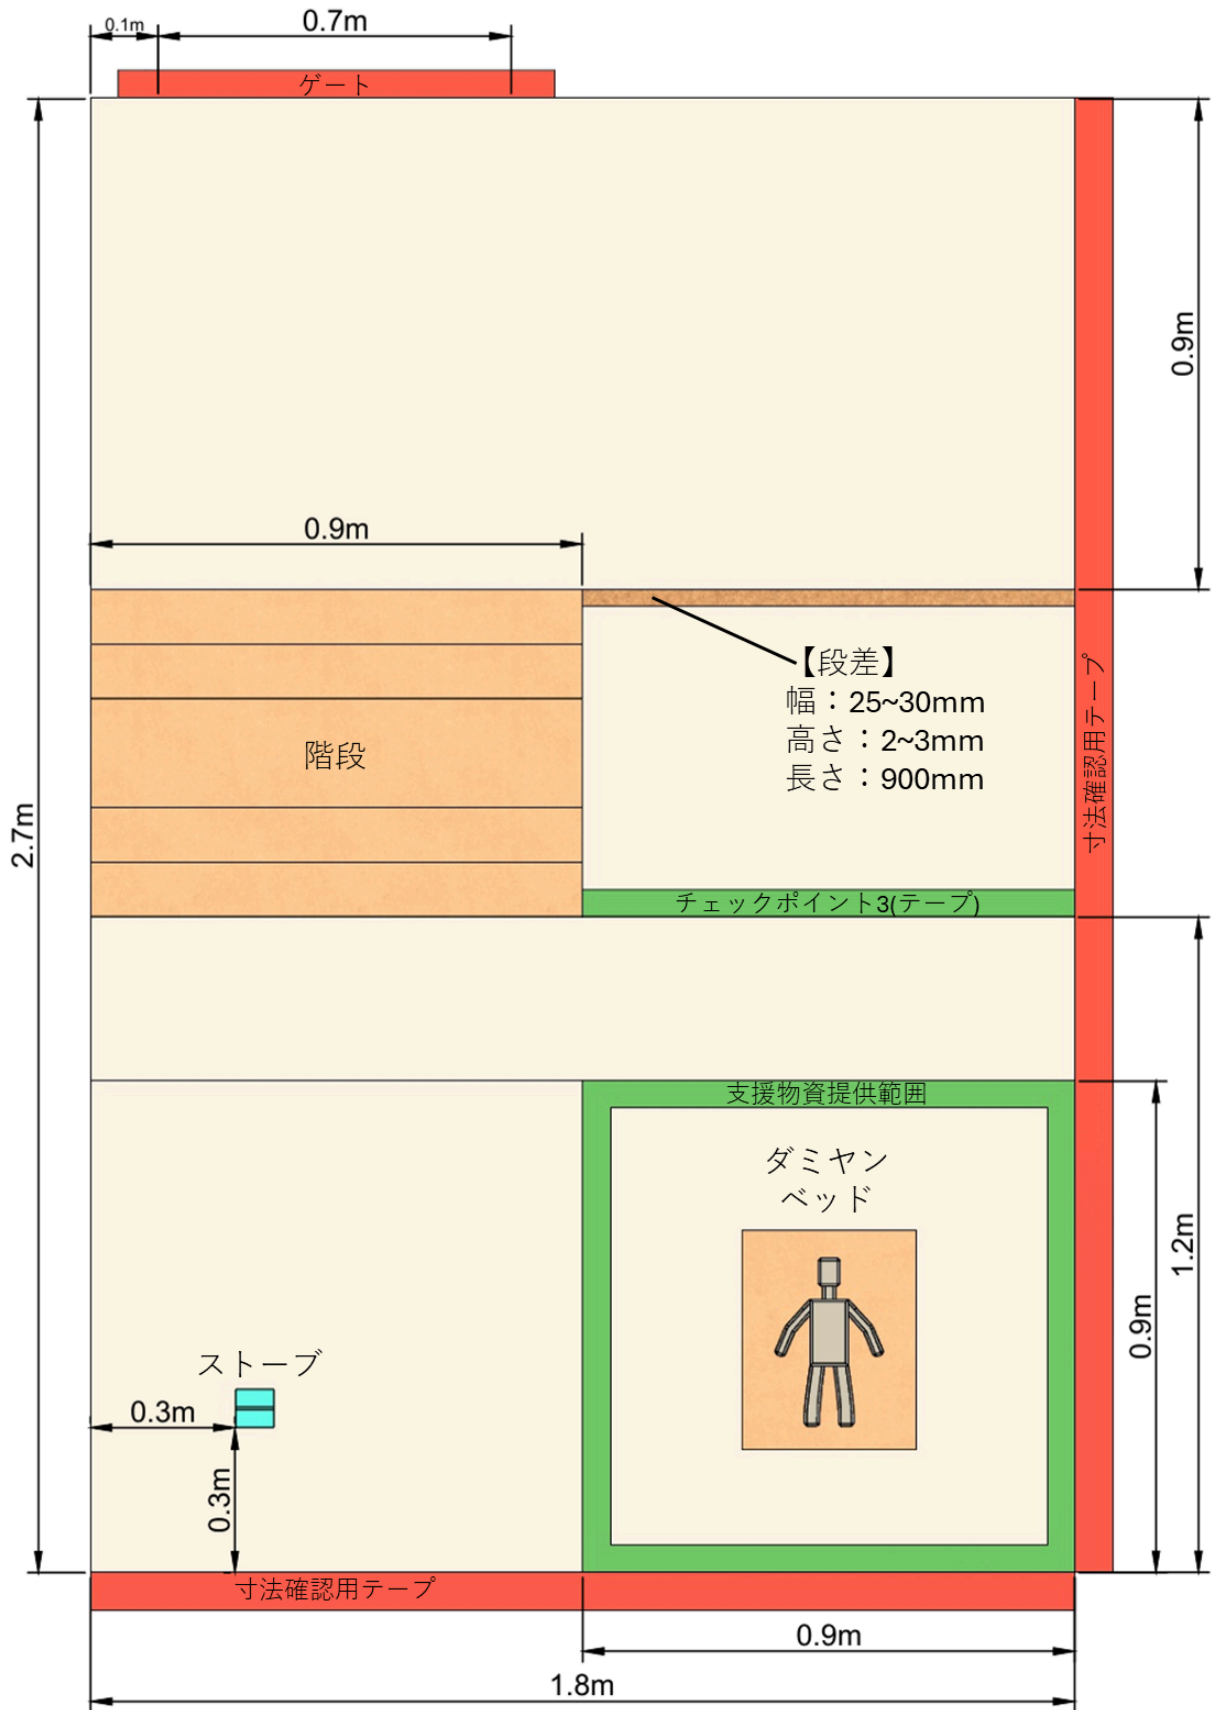 0.1m
0.7m
ゲート
0.9m
0.9m
【段差】
幅：25~30mm
高さ：2~3mm
長さ：900mm
階段
寸法確認用テープ
2.7m
チェックポイント3(テープ)
支援物資提供範囲
ダミヤン
ベッド
1.2m
0.9m
ストーブ
0.3m
0.3m
寸法確認用テープ
0.9m
1.8m